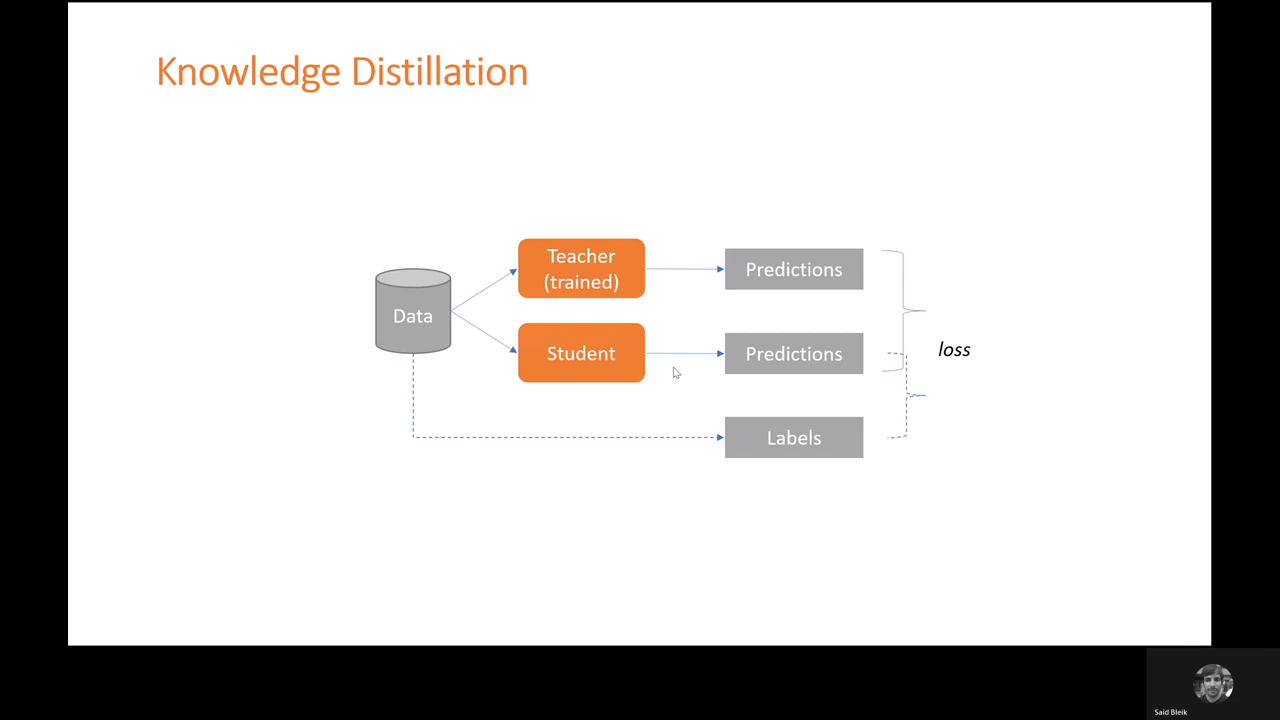 Knowledge Distillation
Teacher
(trained)
Predictions
Data
Student
Predictions
loss
Labels
Said Bleik